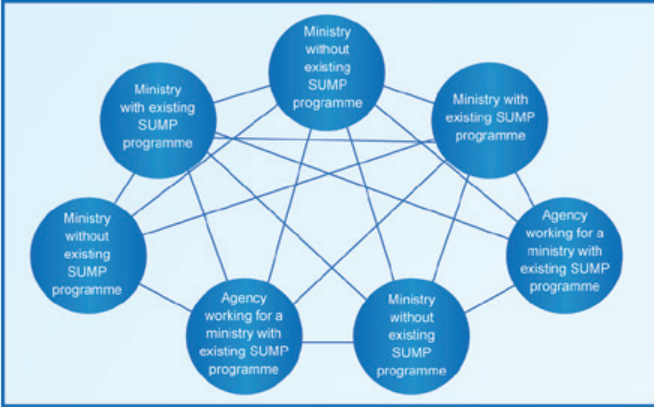 Ministry
without
existing
SUMP
programme
Ministry
with existing
SUMP
programme
Ministry with
existing SUMP
programme
Ministry
without
existing
SUMP
programme
Agency
working for a
ministry with
existing SUMP
programme
Agency
working for a
ministry with
existing SUMP
programme
Ministry
without
existing
SUMP
programme